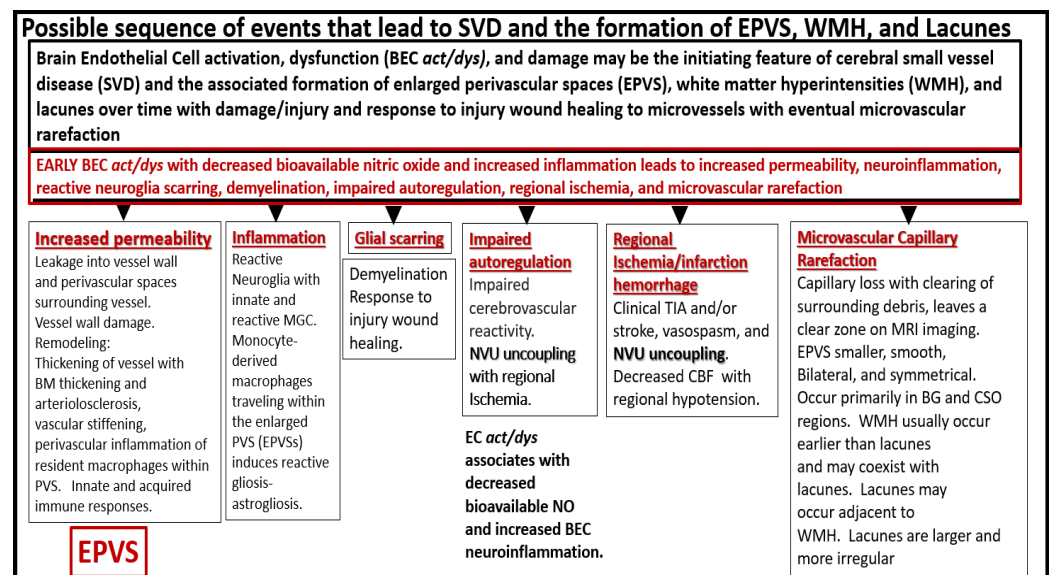 Possible sequence of events that lead to SVD and the formation of EPVS, WMH, and Lacunes
Brain Endothelial Cell activation, dysfunction (BEC act/dys), and damage may be the initiating feature of cerebral small vessel
disease (SVD) and the associated formation of enlarged perivascular spaces (EPVS), white matter hyperintensities (WMH), and
lacunes over time with damage/injury and response to injury wound healing to microvessels with eventual microvascular
rarefaction
EARLY BEC act/dys with decreased bioavailable nitric oxide and increased inflammation leads to increased permeability, neuroinflammation,
reactive neuroglia scarring, demyelination, impaired autoregulation, regional ischemia, and microvascular rarefaction
Increased permeability
Leakage into vessel wall
and perivascular spaces
surrounding vessel.
Vessel wall damage.
Remodeling:
Thickening of vessel with
BM thickening and
arteriolosclerosis,
vascular stiffening,
perivascular inflammation of
resident macrophages within
PVS. Innate and acquired
immune responses.
EPVS
Inflammation
Reactive
Neuroglia with
innate and
reactive MGC.
Monocyte-
derived
macrophages
traveling within
the enlarged
PVS (EPVSs)
induces reactive
gliosis-
astrogliosis.
Glial scarring
Demyelination
Response to
injury wound
healing.
Impaired
autoregulation
Impaired
cerebrovascular
reactivity.
NVU uncoupling
with regional
Ischemia.
EC act/dys
associates with
decreased
bioavailable NO
and increased BEC
neuroinflammation.
Regional
Ischemia/infarction
hemorrhage
Clinical TIA and/or
stroke, vasospasm, and
NVU uncoupling.
Decreased CBF with
regional hypotension.
Microvascular Capillary
Rarefaction
Capillary loss with clearing of
surrounding debris, leaves a
clear zone on MRI imaging.
EPVS smaller, smooth,
Bilateral, and symmetrical.
Occur primarily in BG and CSO
regions. WMH usually occur
earlier than lacunes
and may coexist with
lacunes. Lacunes may
occur adjacent to
WMH. Lacunes are larger and
more irregular